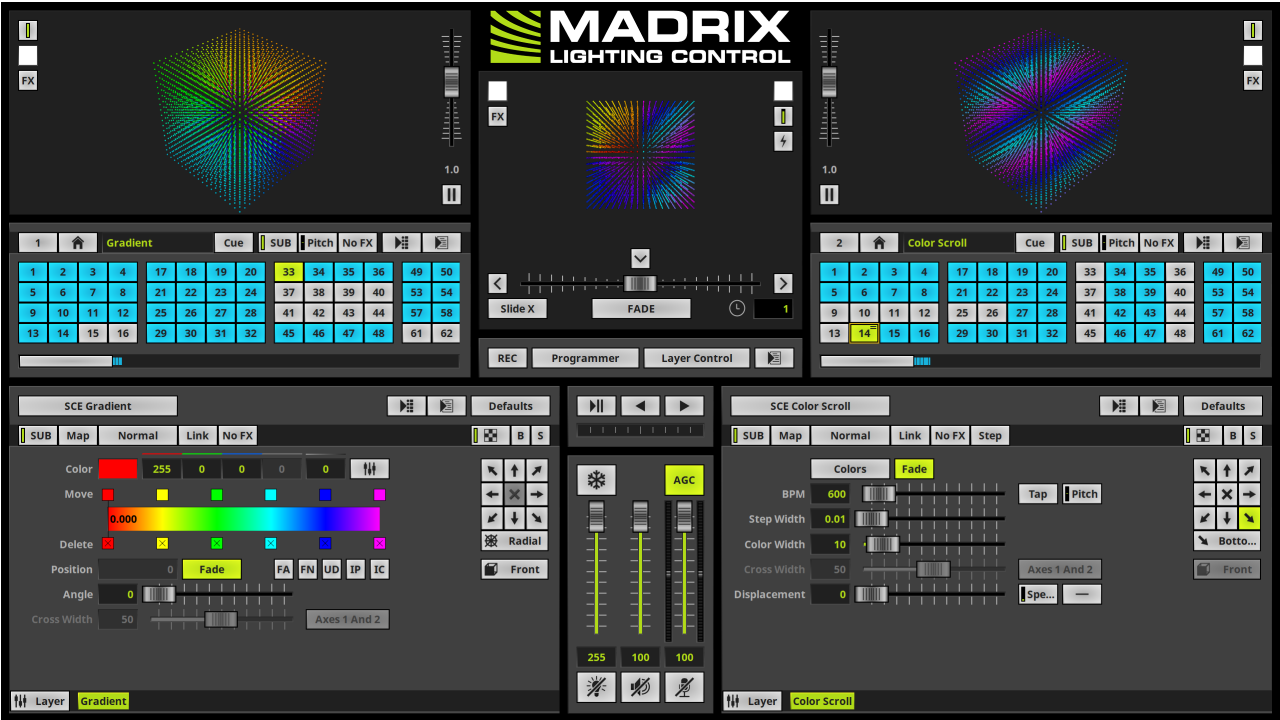 MADRIX
LIGHTING CONTROL
FX
1.0
FX
1.0
FX
1 Gradient Cue SUB Pitch No FX
1 2 3 4 17 18 19 20 33 34 35 36 49 50
5 6 7 8 21 22 23 24 37 38 39 40 53 54
9 10 11 12 25 26 27 28 41 42 43 44 57 58
13 14 15 16 29 30 31 32 45 46 47 48 61 62
Slide X FADE 1
REC Programmer Layer Control
2 Color Scroll Cue SUB Pitch No FX
1 2 3 4 17 18 19 20 33 34 35 36 49 50
5 6 7 8 21 22 23 24 37 38 39 40 53 54
9 10 11 12 25 26 27 28 41 42 43 44 57 58
13 14 15 16 29 30 31 32 45 46 47 48 61 62
SCE Gradient Defaults
SUB Map Normal Link No FX B S
Color 255 0 0 0 0
Move
0.000
Delete
Radial
Position 0 Fade FA FN UD IP IC Front
Angle 0
Cross Width 50 Axes 1 And 2
Layer Gradient
AGC
255 100 100
SCE Color Scroll Defaults
SUB Map Normal Link No FX Step B S
Colors Fade
BPM 600 Tap Pitch
Step Width 0.01
Color Width 10 Botto...
Cross Width 50 Axes 1 And 2 Front
Displacement 0 Spe... —
Layer Color Scroll